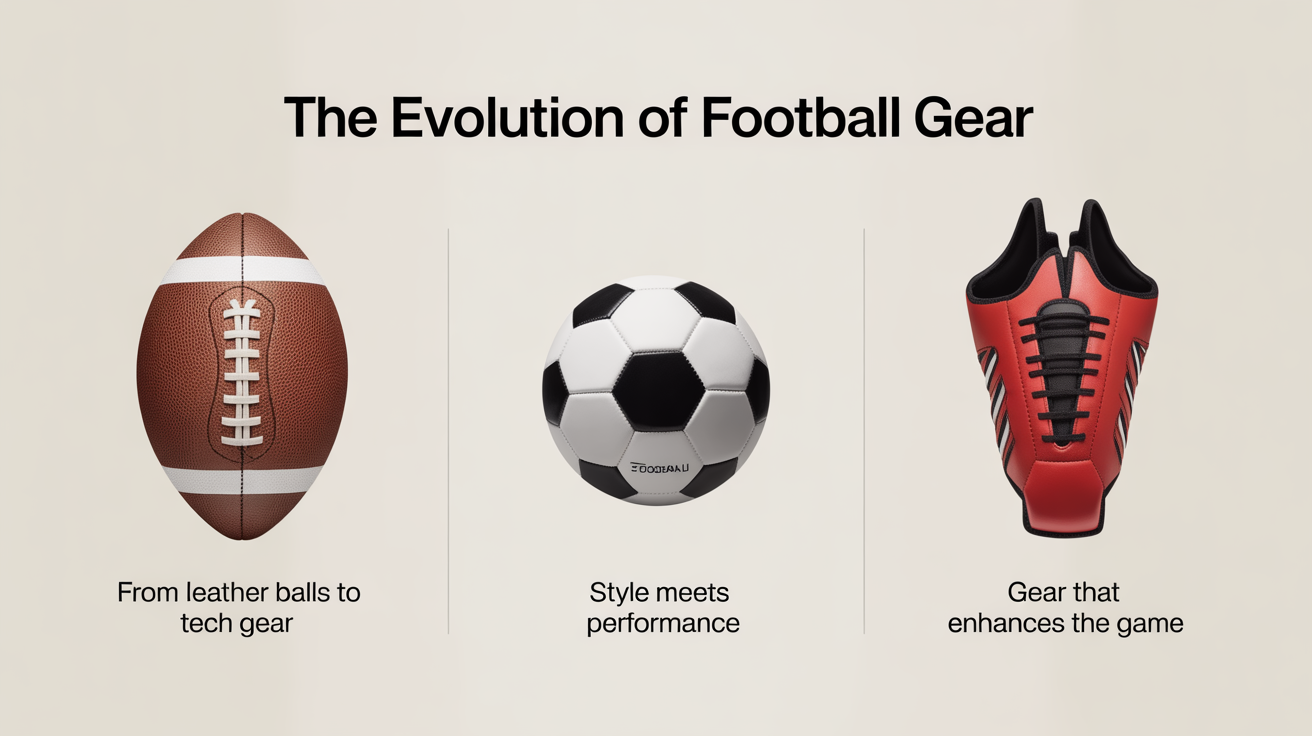 The Evolution of Football Gear
From leather balls to
tech gear
Style meets
performance
Gear that
enhances the game